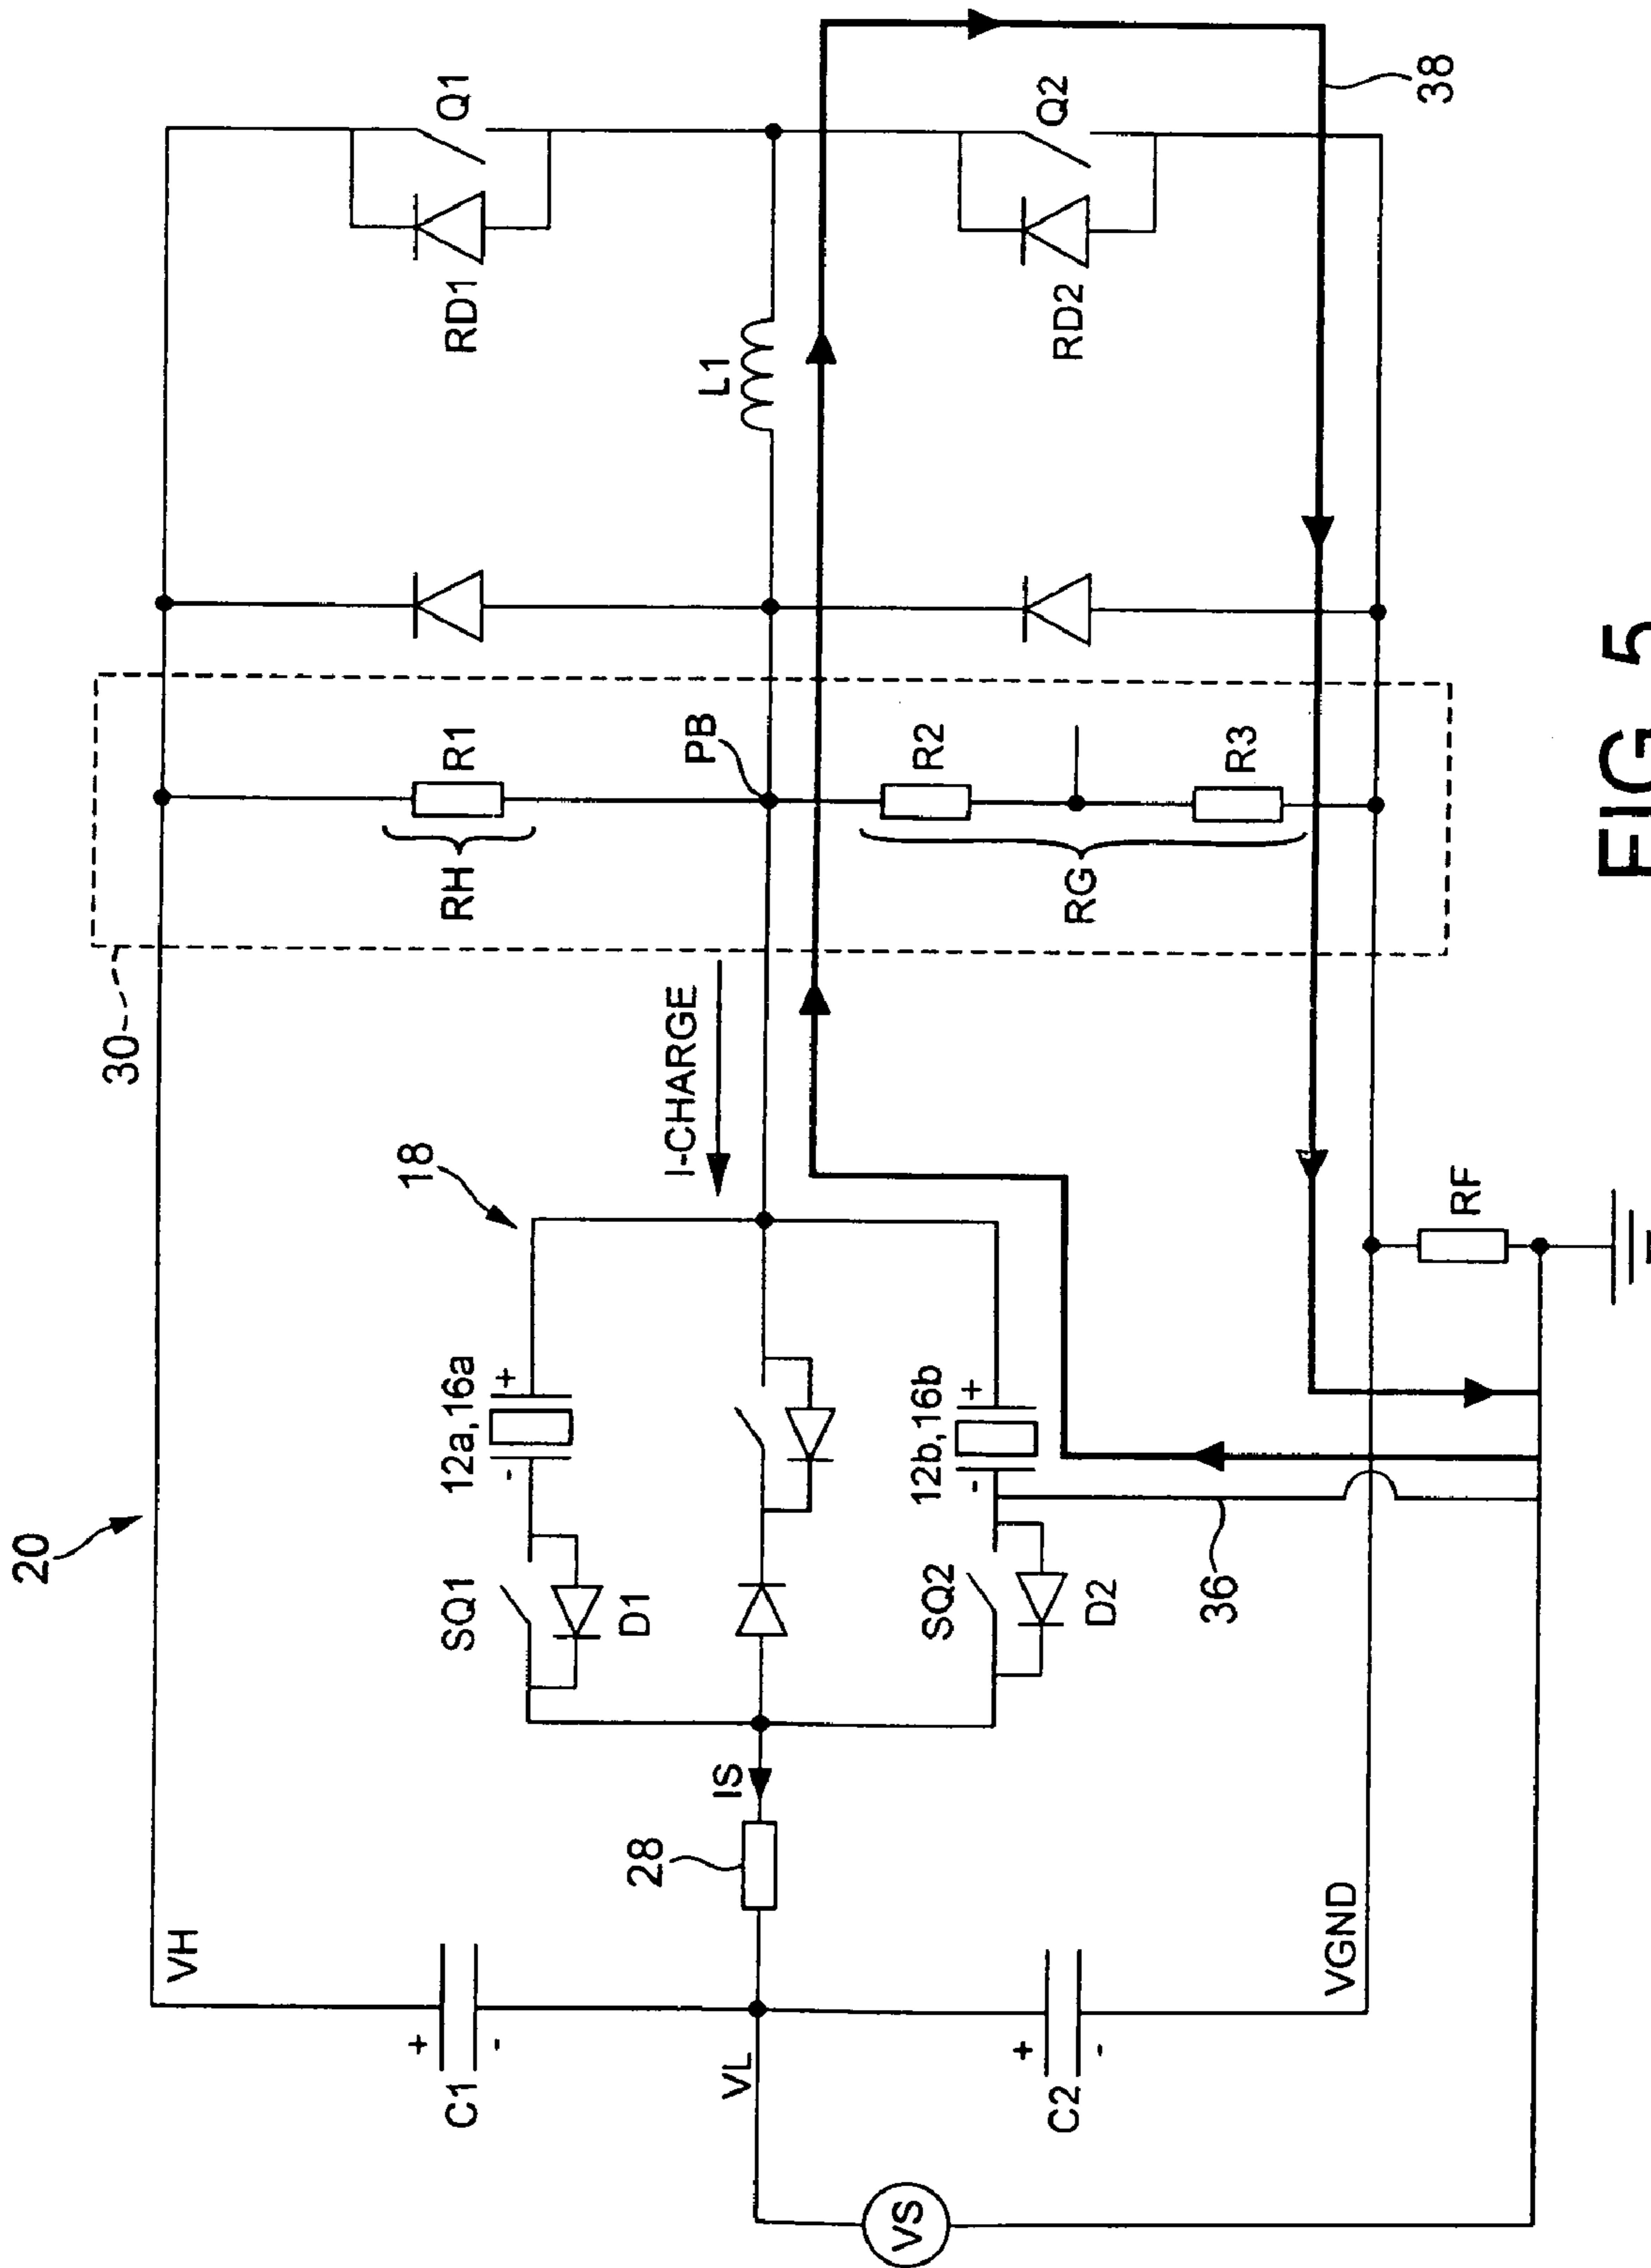 20
VH
C1
+
-
VL
VS
C2
+
-
VGND
28
IS
SQ1
D1
12a,16a
-
+
18
SQ2
D2
12b,16b
-
+
36
RF
I-CHARGE
30
RH
R1
PB
RG
R2
R3
L1
RD1
Q1
RD2
Q2
38
FIG 5